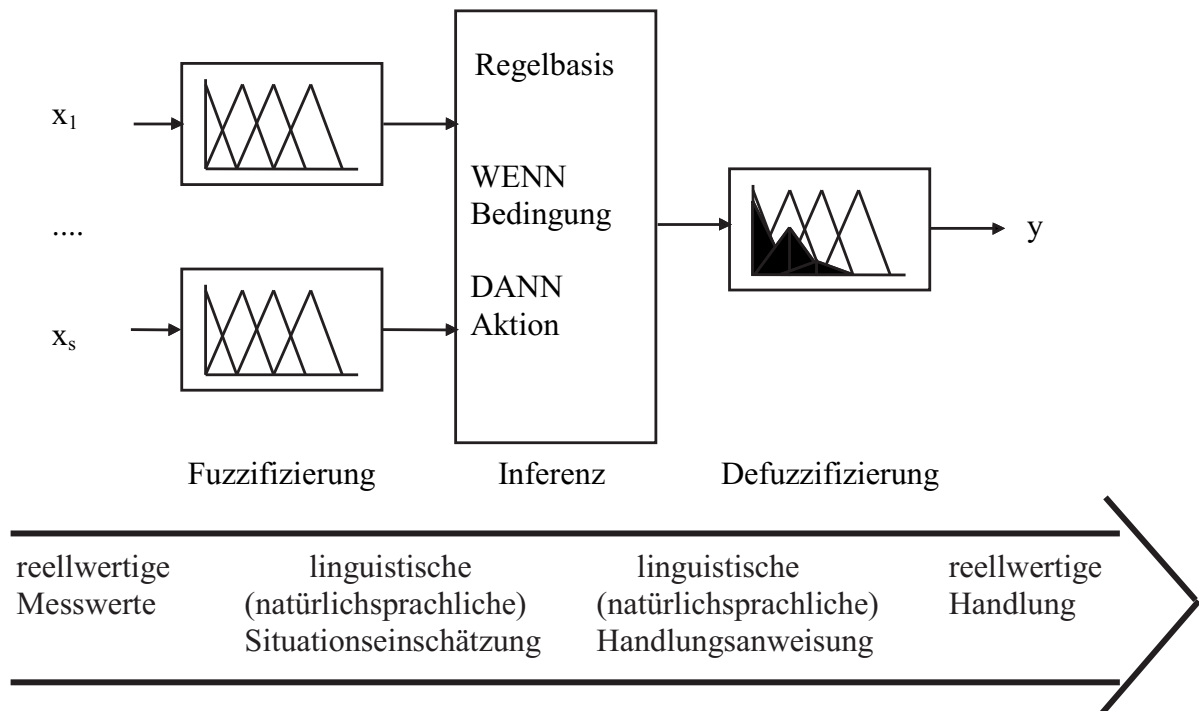 x1
....
xs
Regelbasis
WENN
Bedingung
DANN
Aktion
y
Fuzzifizierung
Inferenz
Defuzzifizierung
reellwertige
Messwerte
linguistische
(natürlichsprachliche)
Situationseinschätzung
linguistische
(natürlichsprachliche)
Handlungsanweisung
reellwertige
Handlung